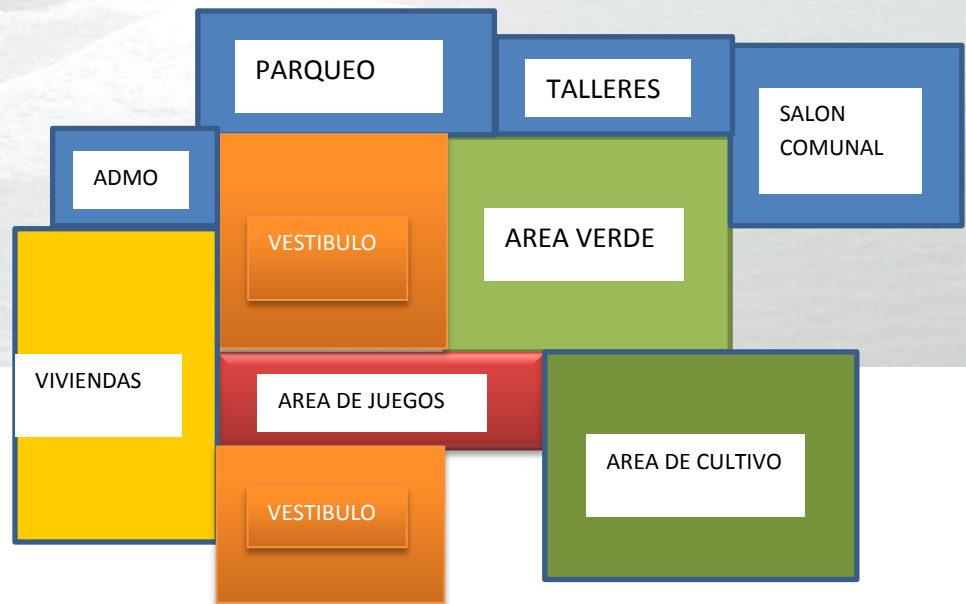 PARQUEO
TALLERES
SALON
COMUNAL
ADMO
VESTIBULO
AREA VERDE
VIVIENDAS
AREA DE JUEGOS
AREA DE CULTIVO
VESTIBULO